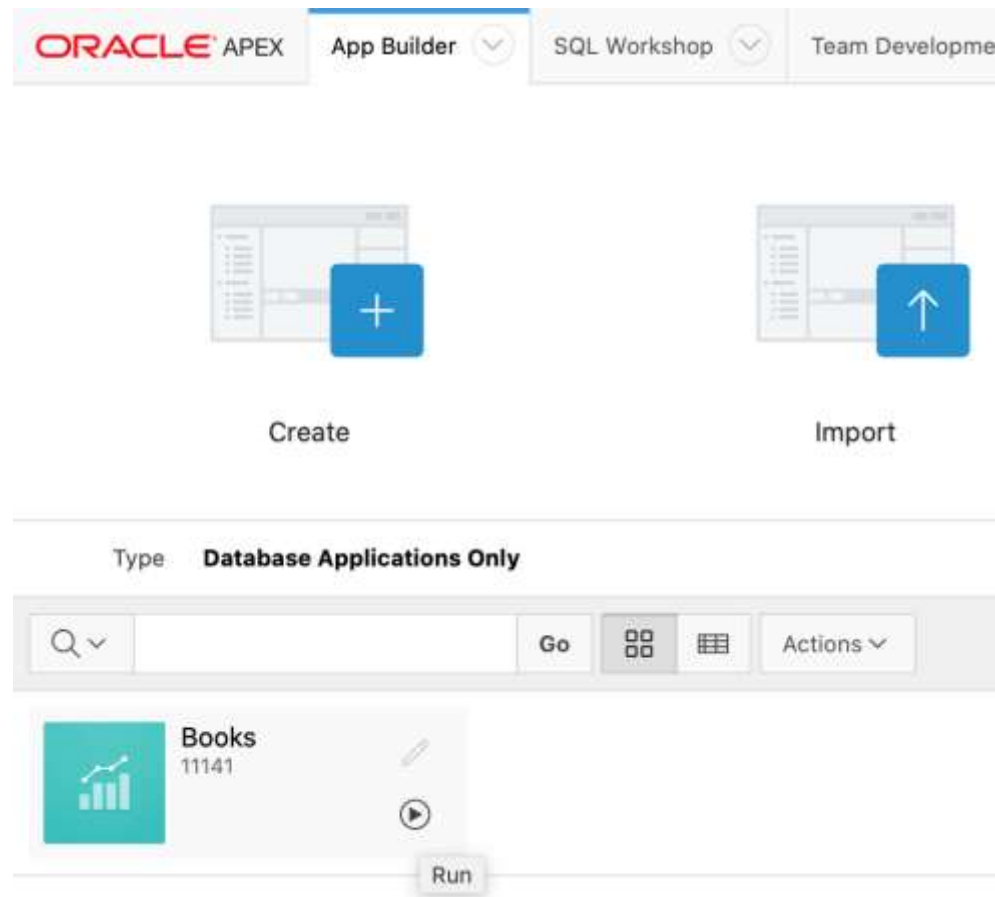 ORACLE APEX App Builder SQL Workshop Team Developme
Create Import
Type Database Applications Only
Go Actions
Books
11141
Run